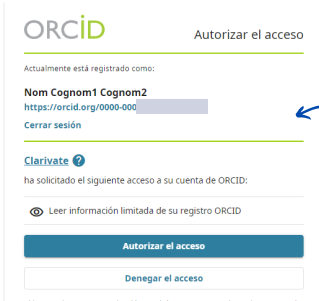 ORCID
Autorizar el acceso
Actualmente está registrado como:
Nom Cognom1 Cognom2
https://orcid.org/0000-000
Cerrar sesión
Clarivate ?
ha solicitado el siguiente acceso a su cuenta de ORCID:
Leer información limitada de su registro ORCID
Autorizar el acceso
Denegar el acceso